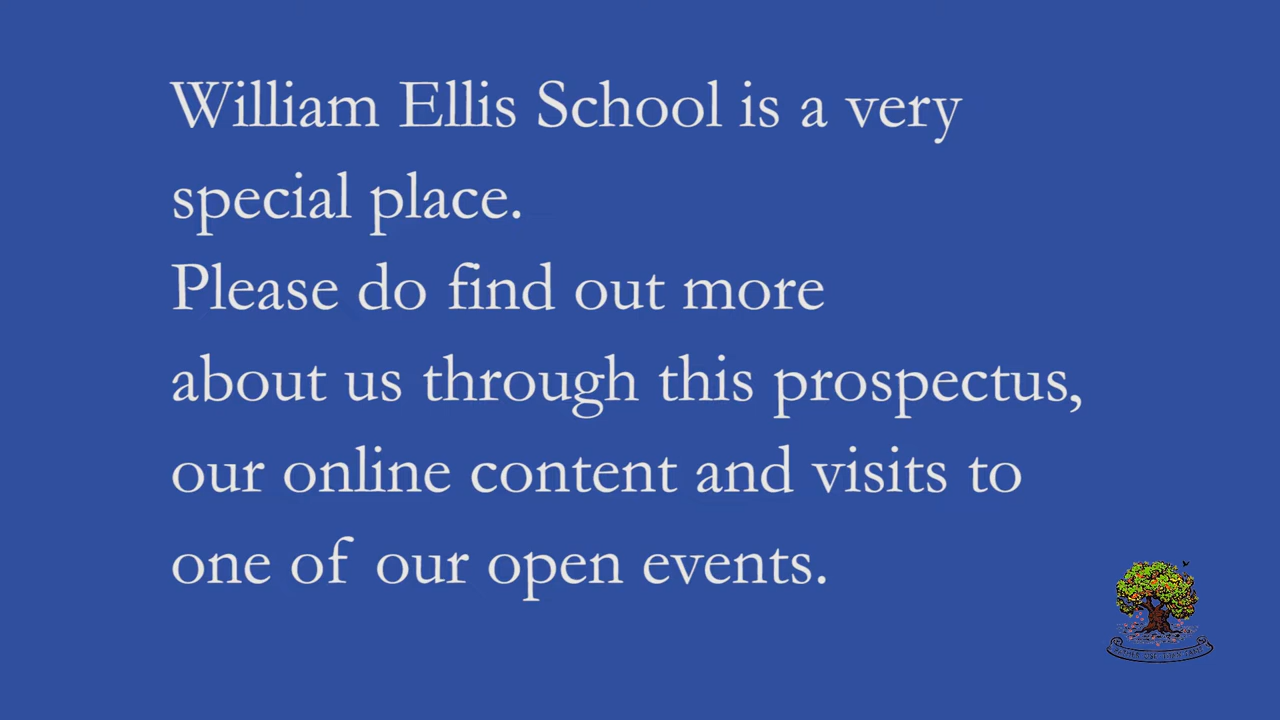 William Ellis School is a very
special place.
Please do find out more
about us through this prospectus,
our online content and visits to
one of our open events.